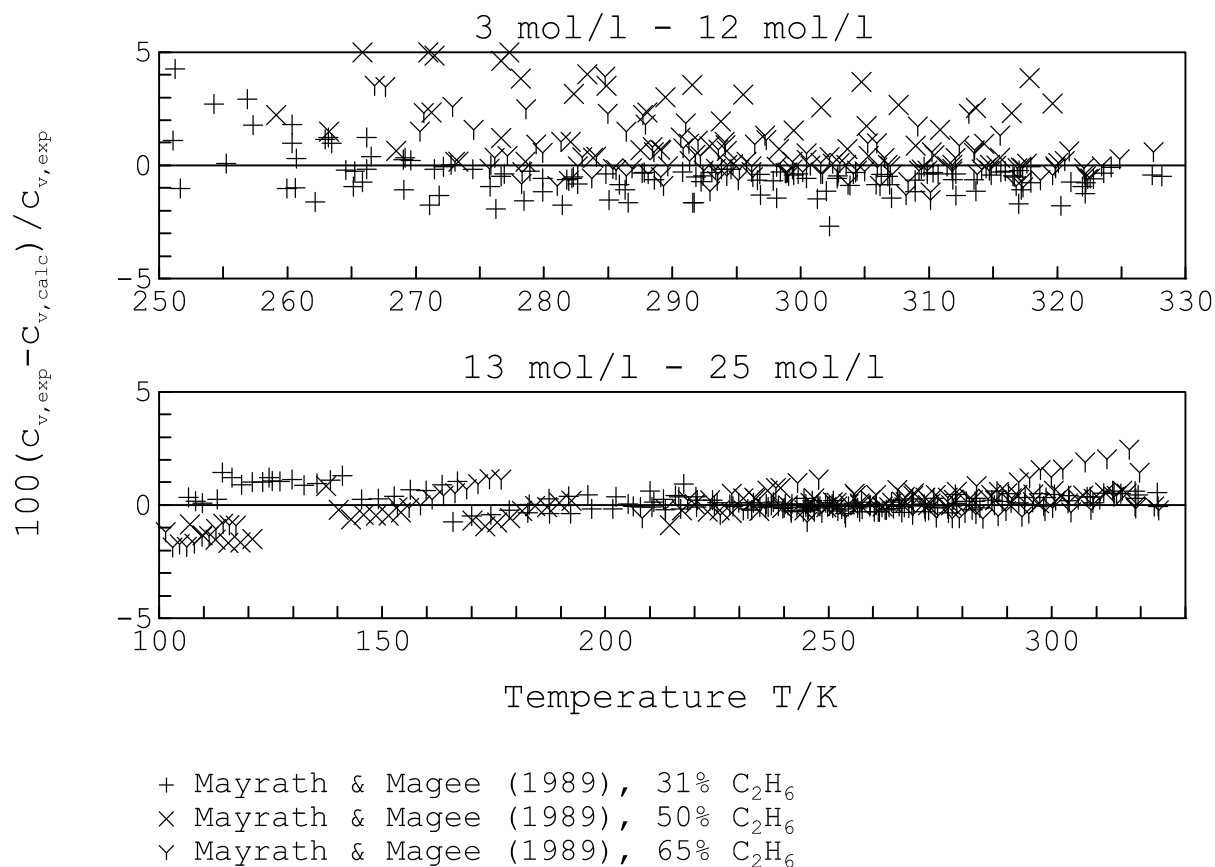 3 mol/l - 12 mol/l
5
0
−5
250 260 270 280 290 300 310 320 330
100(c_v,exp−c_v,calc)/c_v,exp
13 mol/l - 25 mol/l
5
0
−5
100 150 200 250 300
Temperature T/K
+ Mayrath & Magee (1989), 31% C₂H₆
× Mayrath & Magee (1989), 50% C₂H₆
Y Mayrath & Magee (1989), 65% C₂H₆